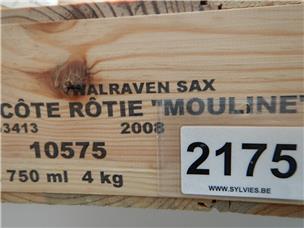 WALRAVEN SAX
CÔTE RÔTIE "MOULINE
3413 2008
10575
750 ml 4 kg
2175
WWW.SYLVIES.BE